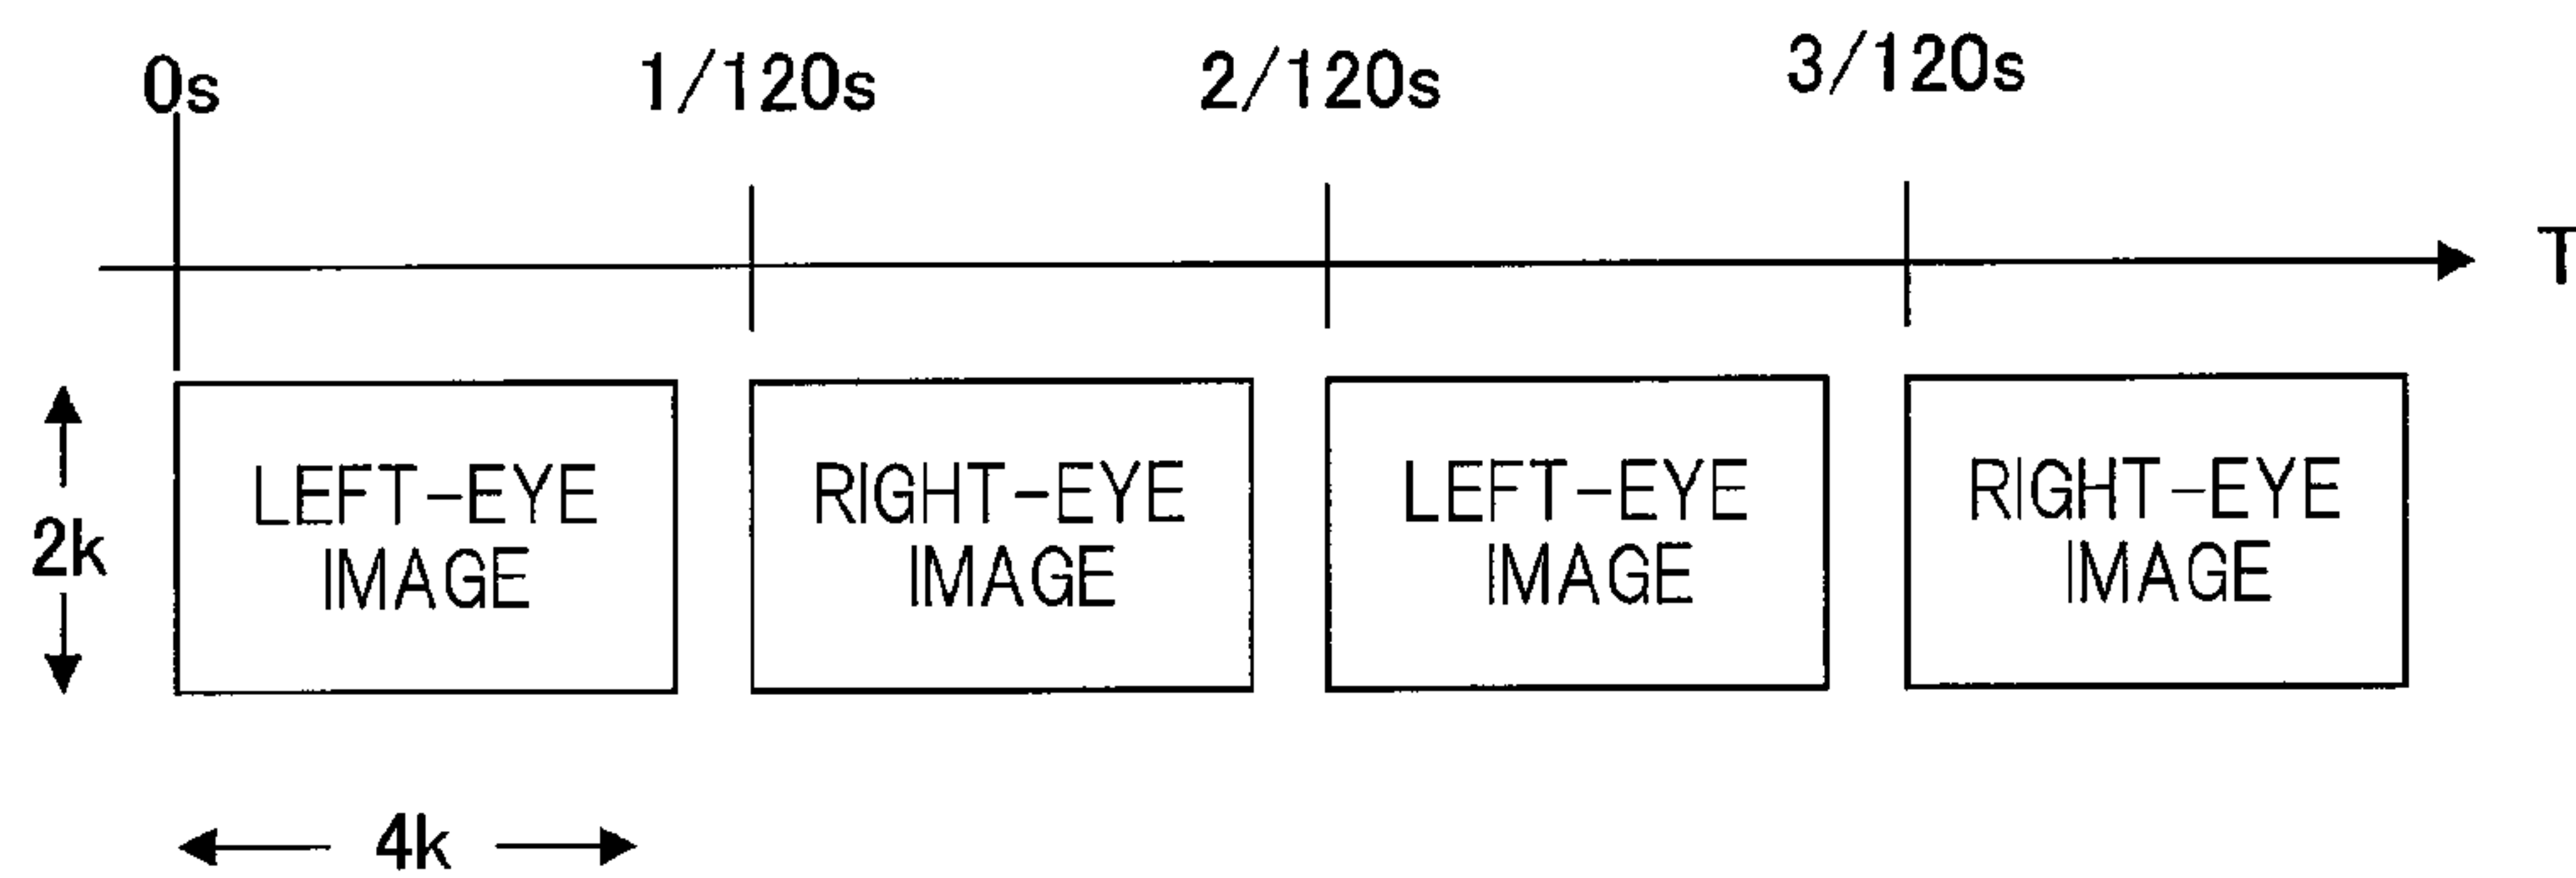 0s
1/120s
2/120s
3/120s
T
LEFT-EYE
IMAGE
RIGHT-EYE
IMAGE
LEFT-EYE
IMAGE
RIGHT-EYE
IMAGE
2k
4k